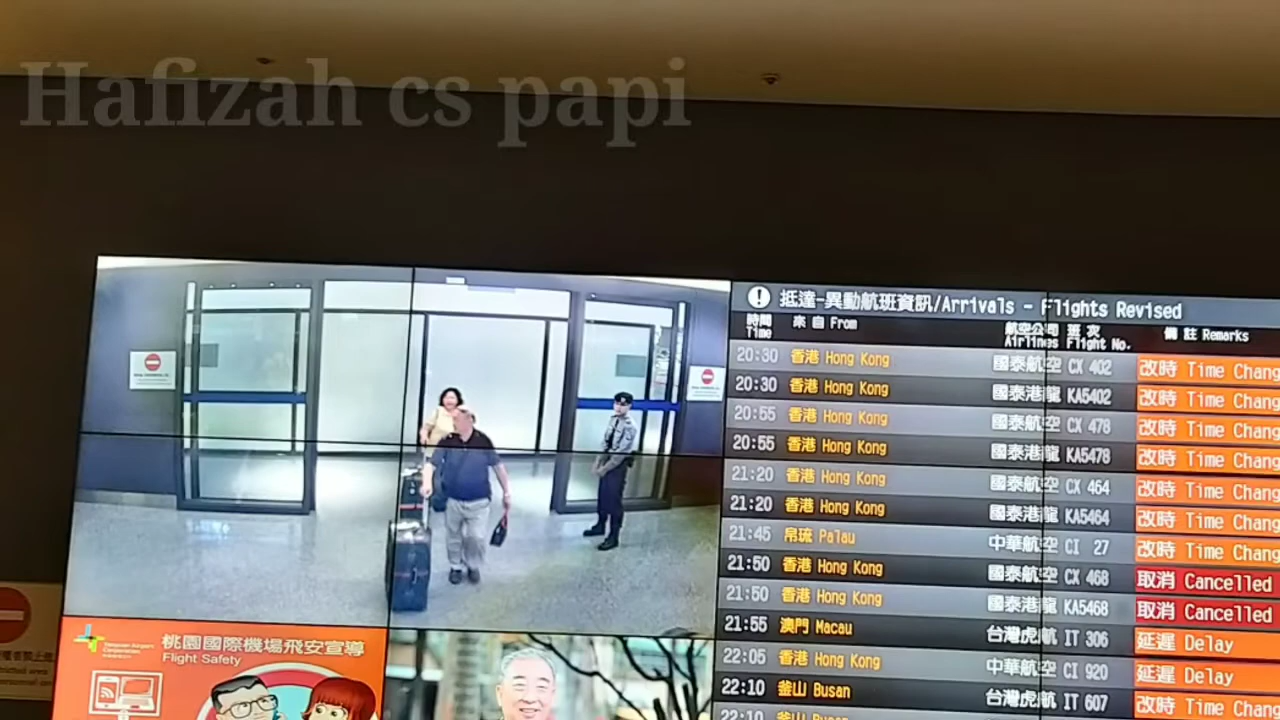 Hafizah cs papi
抵達-異動航班資訊/Arrivals - Flights Revised
時間 來 自 From 航空公司 班 次 備 註 Remarks
Time Airlines Flight No.
20:30 香港 Hong Kong 國泰航空 CX 402 改時 Time Chang
20:30 香港 Hong Kong 國泰港龍 KA5402 改時 Time Chang
20:55 香港 Hong Kong 國泰航空 CX 478 改時 Time Chang
20:55 香港 Hong Kong 國泰港龍 KA5478 改時 Time Chang
21:20 香港 Hong Kong 國泰航空 CX 464 改時 Time Chang
21:20 香港 Hong Kong 國泰港龍 KA5464 改時 Time Chang
21:45 帛琉 Palau 中華航空 CI 27 改時 Time Chang
21:50 香港 Hong Kong 國泰航空 CX 468 取消 Cancelled
21:50 香港 Hong Kong 國泰港龍 KA5468 取消 Cancelled
21:55 澳門 Macau 台灣虎航 IT 306 延遲 Delay
22:05 香港 Hong Kong 中華航空 CI 920 延遲 Delay
22:10 釜山 Busan 台灣虎航 IT 607 改時 Time Chang
22:10 釜山 Busan
桃園國際機場飛安宣導
Flight Safety